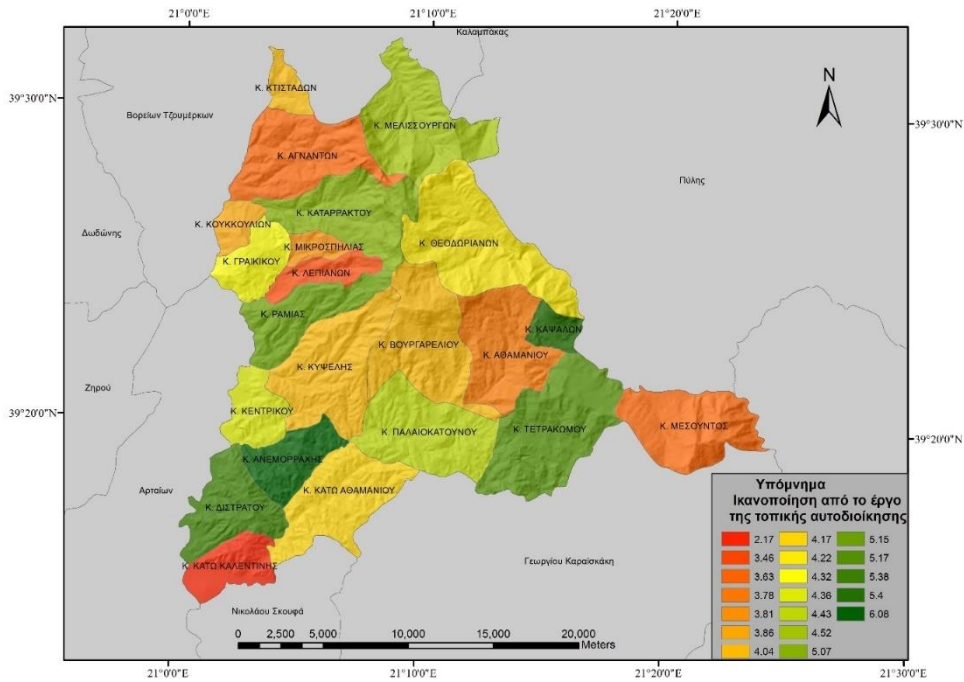 21°0'0"E 21°10'0"E 21°20'0"E
Καλαμπάκας
Κ. ΚΤΙΣΤΑΔΩΝ
39°30'0"N
Βορείων Τζουμέρκων
Κ. ΜΕΛΙΣΣΟΥΡΓΩΝ
N
39°30'0"N
Κ. ΑΓΝΑΝΤΩΝ
Πύλης
Κ. ΚΑΤΑΡΡΑΚΤΟΥ
Κ. ΚΟΥΚΚΟΥΛΙΩΝ
Δωδώνης
Κ. ΜΙΚΡΟΣΠΗΛΙΑΣ
Κ. ΘΕΟΔΩΡΙΑΝΩΝ
Κ. ΓΡΑΙΚΙΚΟΥ
Κ. ΛΕΠΙΑΝΩΝ
Κ. ΡΑΜΙΑΣ
Κ. ΚΑΨΑΛΩΝ
Κ. ΒΟΥΡΓΑΡΕΛΙΟΥ
Κ. ΑΘΑΜΑΝΙΟΥ
Κ. ΚΥΨΕΛΗΣ
Ζηρού
39°20'0"N
Κ. ΚΕΝΤΡΙΚΟΥ
Κ. ΠΑΛΑΙΟΚΑΤΟΥΝΟΥ
Κ. ΤΕΤΡΑΚΩΜΟΥ
Κ. ΜΕΣΟΥΝΤΟΣ
39°20'0"N
Κ. ΑΝΕΜΟΡΡΑΧΗΣ
Αρταίων
Κ. ΚΑΤΩ ΑΘΑΜΑΝΙΟΥ
Κ. ΔΙΣΤΡΑΤΟΥ
Κ. ΚΑΤΩ ΚΑΛΕΝΤΙΝΗΣ
Γεωργίου Καραϊσκάκη
Νικολάου Σκουφά
Υπόμνημα
Ικανοποίηση από το έργο
της τοπικής αυτοδιοίκησης
2.17 4.17 5.15
3.46 4.22 5.17
3.63 4.32 5.38
3.78 4.36 5.4
3.81 4.43 6.08
3.86 4.52
4.04 5.07
0 2,500 5,000 10,000 15,000 20,000
Meters
21°0'0"E 21°10'0"E 21°20'0"E 21°30'0"E